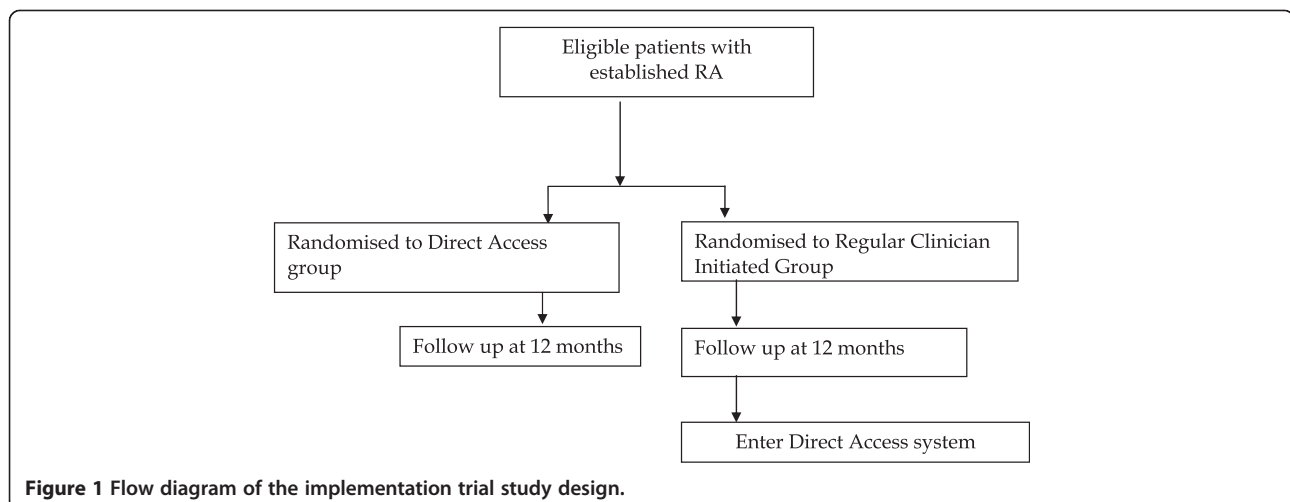 Eligible patients with
established RA
Randomised to Direct Access
group
Randomised to Regular Clinician
Initiated Group
Follow up at 12 months
Follow up at 12 months
Enter Direct Access system
Figure 1 Flow diagram of the implementation trial study design.